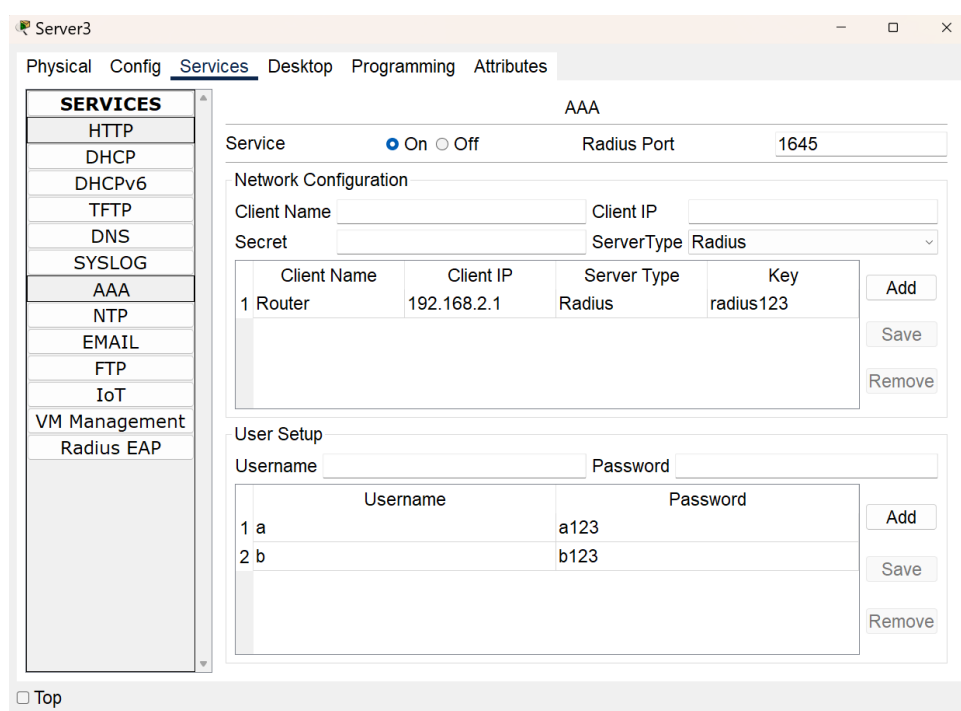 Server3
Physical Config Services Desktop Programming Attributes
SERVICES
HTTP
DHCP
DHCPv6
TFTP
DNS
SYSLOG
AAA
NTP
EMAIL
FTP
IoT
VM Management
Radius EAP
AAA
Service On Off Radius Port 1645
Network Configuration
Client Name Client IP
Secret ServerType Radius
Client Name Client IP Server Type Key
1 Router 192.168.2.1 Radius radius123
Add
Save
Remove
User Setup
Username Password
Username Password
1 a a123
2 b b123
Add
Save
Remove
Top